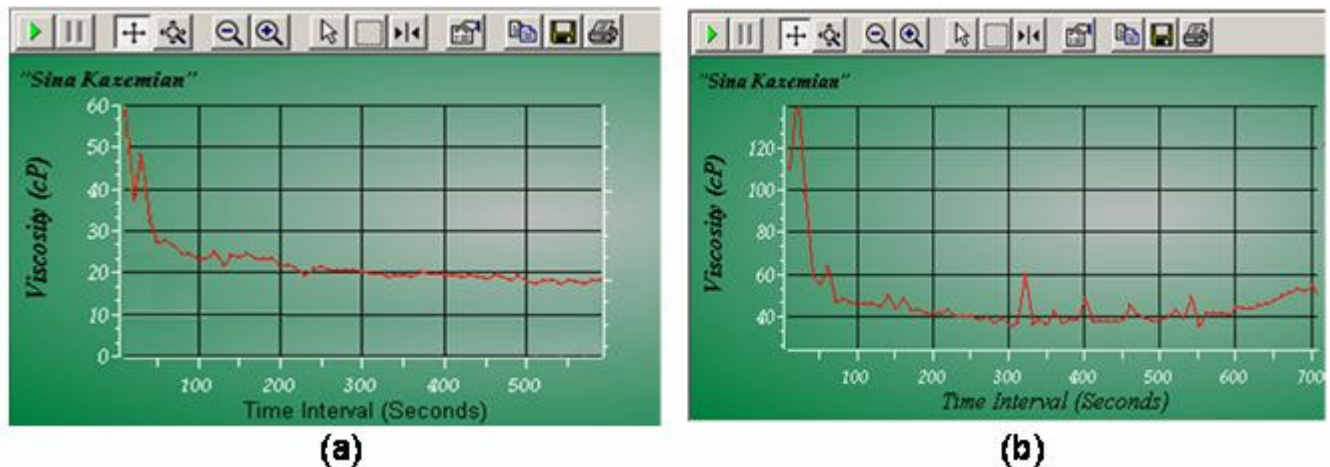 "Sina Kazemian"
60
50
40
30
20
10
0
Viscosity (cP)
100 200 300 400 500
Time Interval (Seconds)
(a)
"Sina Kazemian"
120
100
80
60
40
Viscosity (cP)
100 200 300 400 500 600 700
Time Interval (Seconds)
(b)